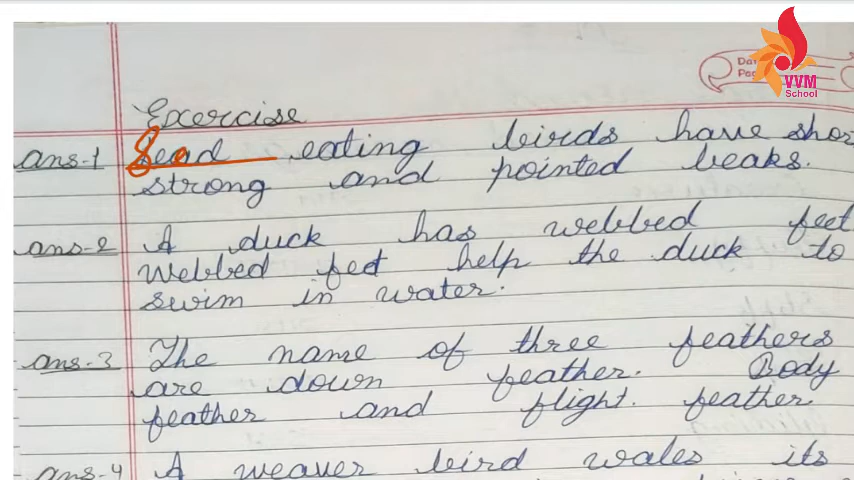 VVM
School
Exercise
ans-1 Sead eating birds have
strong and pointed beaks.
ans-2 A duck has webbed feet
webbed feet help the duck to
swim in water.
ans-3 The name of three feathers
are down feather. Body
feather and flight. feather.
ans-4 A weaver bird wales its